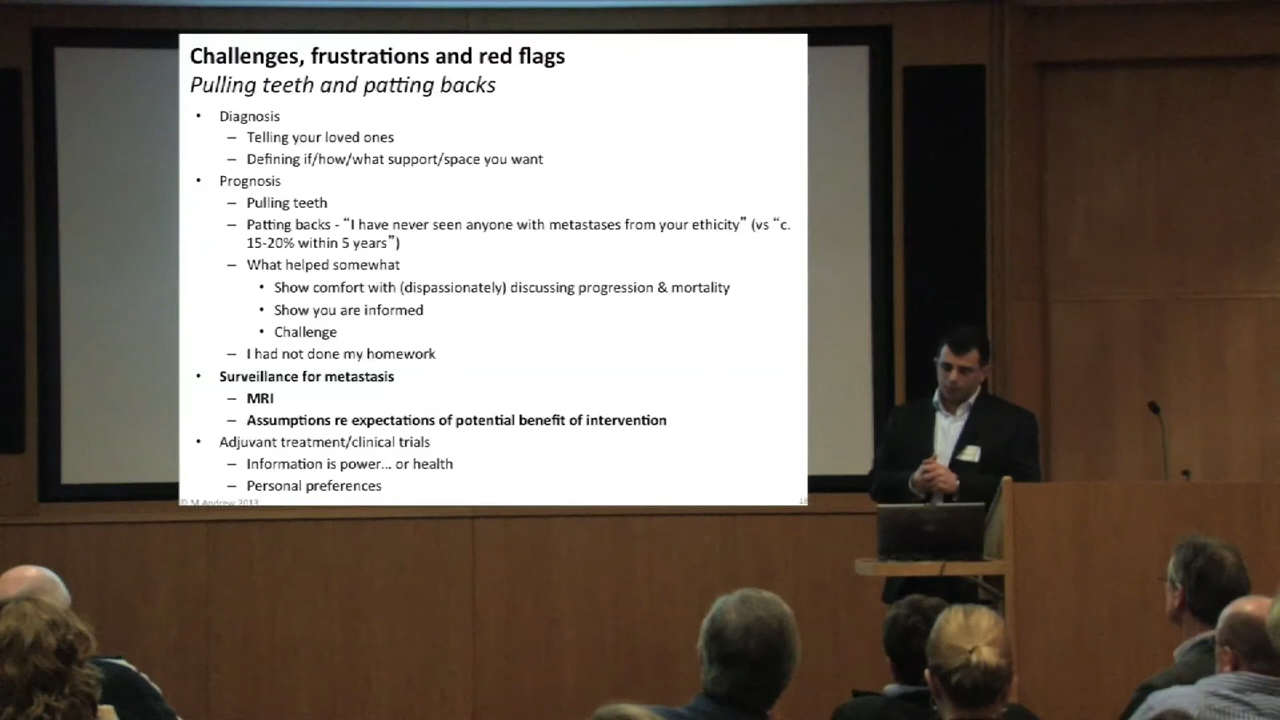 Challenges, frustrations and red flags
Pulling teeth and patting backs
• Diagnosis
– Telling your loved ones
– Defining if/how/what support/space you want
• Prognosis
– Pulling teeth
– Patting backs - “I have never seen anyone with metastases from your ethicity” (vs “c.
15-20% within 5 years”)
– What helped somewhat
• Show comfort with (dispassionately) discussing progression & mortality
• Show you are informed
• Challenge
– I had not done my homework
• Surveillance for metastasis
– MRI
– Assumptions re expectations of potential benefit of intervention
• Adjuvant treatment/clinical trials
– Information is power… or health
– Personal preferences
© M Andrew 2013